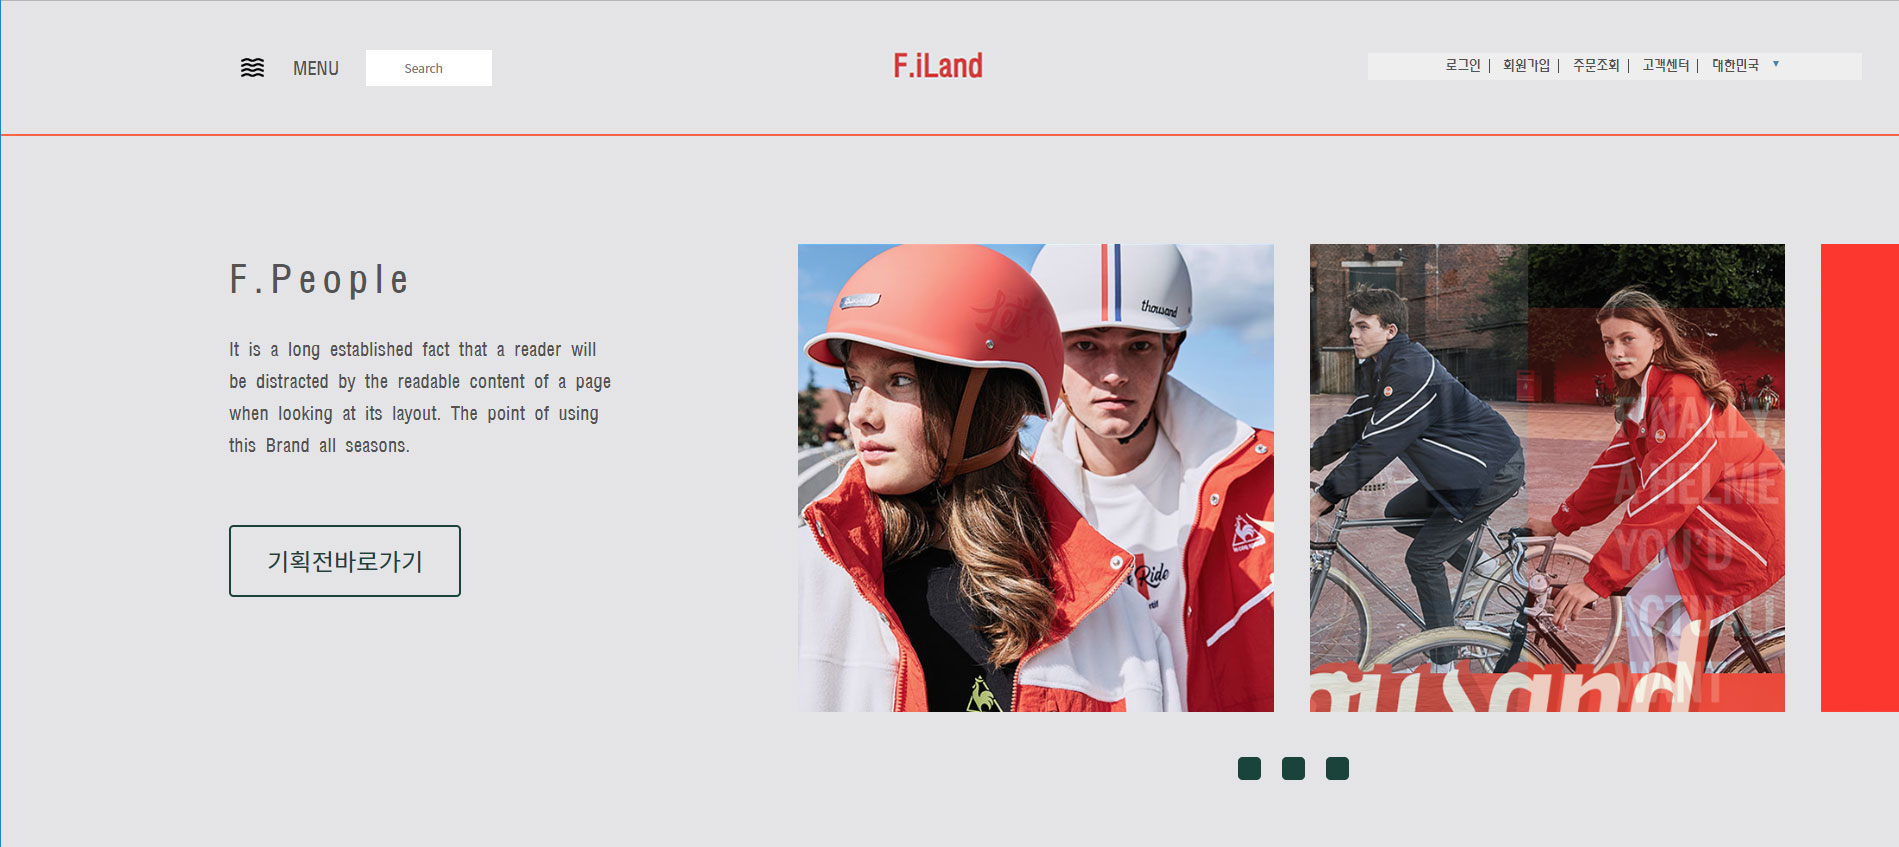 MENU
Search
F.iLand
로그인 | 회원가입 | 주문조회 | 고객센터 | 대한민국 ▼
F.People
It is a long established fact that a reader will
be distracted by the readable content of a page
when looking at its layout. The point of using
this Brand all seasons.
기획전바로가기
thousand
Ride
FINALLY,
A HELME
YOU'D
ACTUALL
WANT
ousand